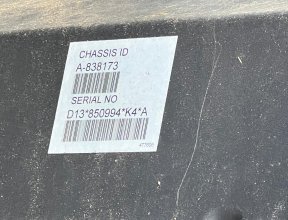 CHASSIS ID
A-838173
SERIAL NO
D13*850994*K4*A